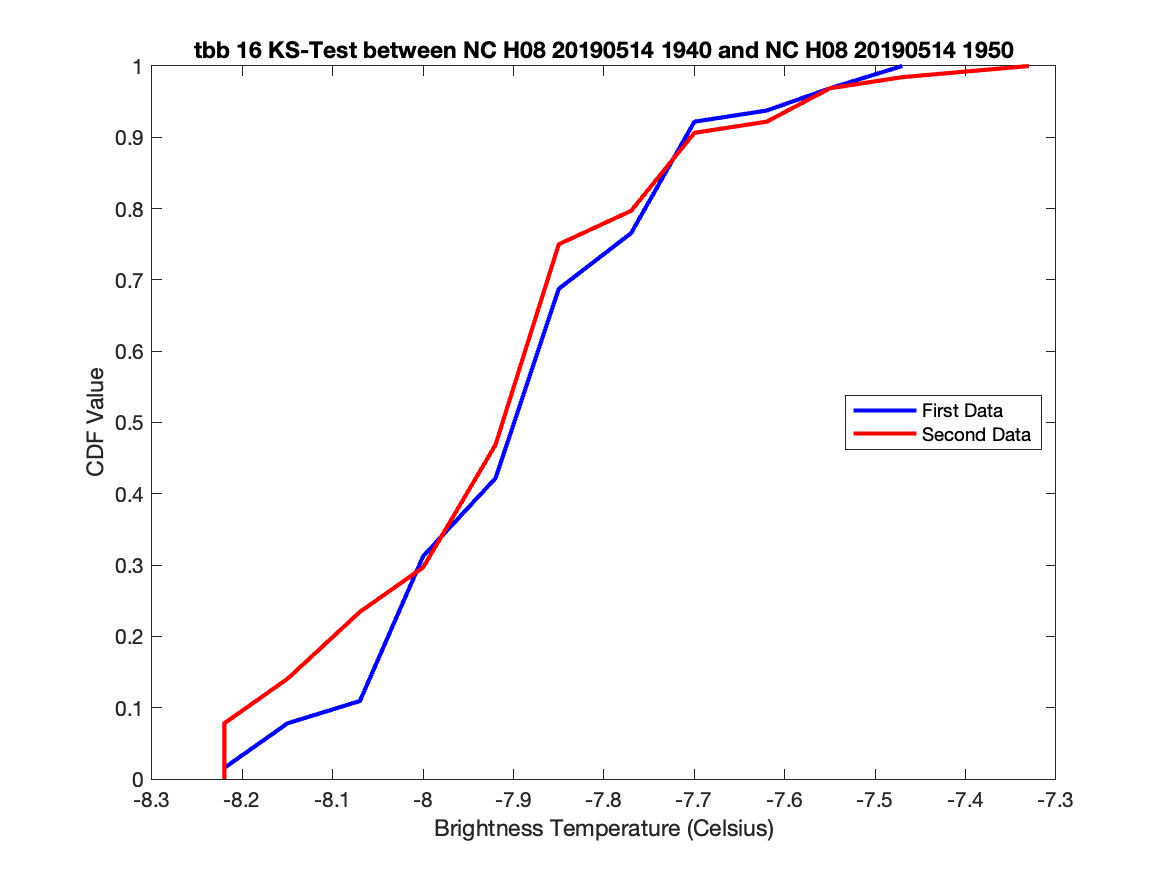 tbb 16 KS-Test between NC H08 20190514 1940 and NC H08 20190514 1950
1
0.9
0.8
0.7
0.6
0.5
0.4
0.3
0.2
0.1
0
CDF Value
First Data
Second Data
-8.3 -8.2 -8.1 -8 -7.9 -7.8 -7.7 -7.6 -7.5 -7.4 -7.3
Brightness Temperature (Celsius)